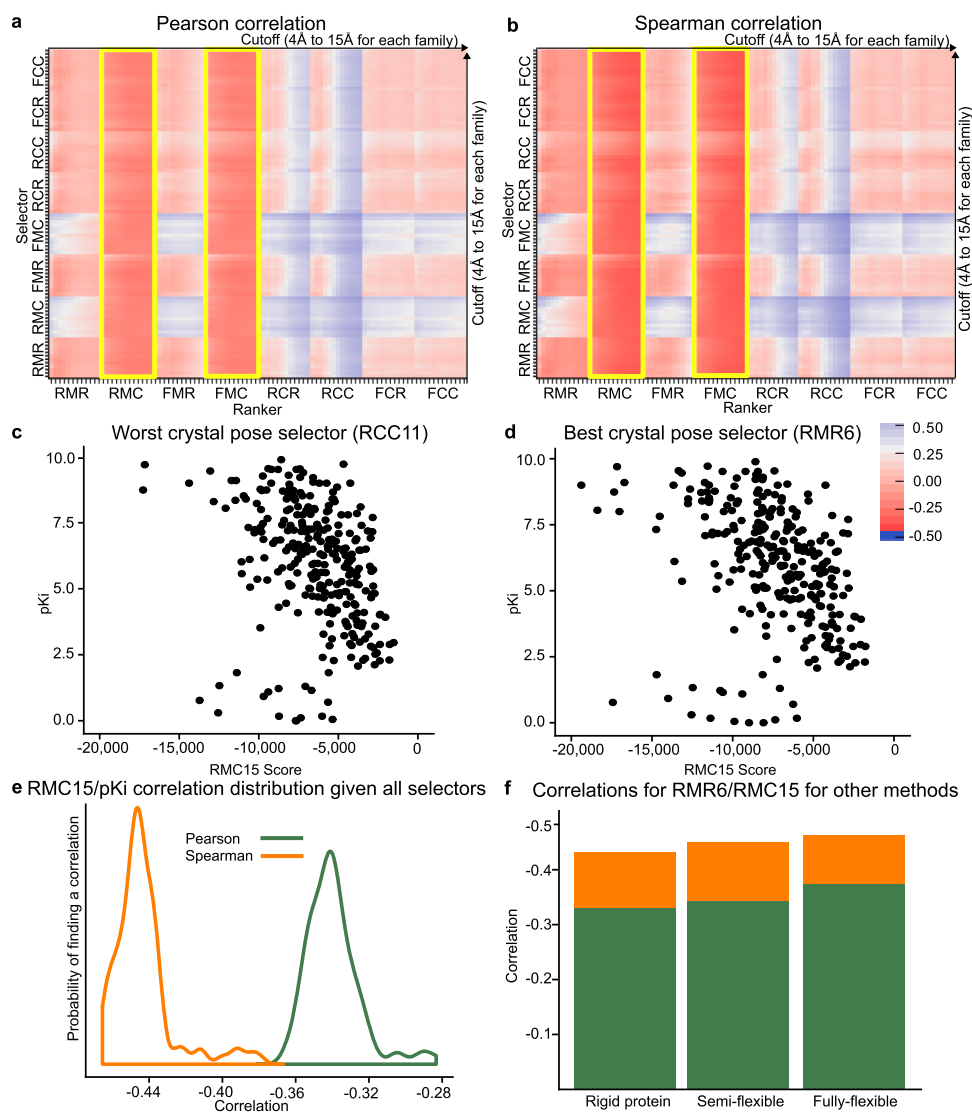 a
Pearson correlation
Cutoff (4Å to 15Å for each family)
Selector
RMR RMC FMR FMC RCR RCC FCR FCC
Cutoff (4Å to 15Å for each family)
RMR RMC FMR FMC RCR RCC FCR FCC
Ranker
b
Spearman correlation
Cutoff (4Å to 15Å for each family)
Selector
RMR RMC FMR FMC RCR RCC FCR FCC
Cutoff (4Å to 15Å for each family)
RMR RMC FMR FMC RCR RCC FCR FCC
Ranker
c
Worst crystal pose selector (RCC11)
pKi
10.0
7.5
5.0
2.5
0.0
-20,000 -15,000 -10,000 -5,000 0
RMC15 Score
d
Best crystal pose selector (RMR6)
pKi
10.0
7.5
5.0
2.5
0.0
-20,000 -15,000 -10,000 -5,000 0
RMC15 Score
0.50
0.25
0.00
-0.25
-0.50
e
RMC15/pKi correlation distribution given all selectors
Probability of finding a correlation
Pearson
Spearman
-0.44 -0.40 -0.36 -0.32 -0.28
Correlation
f
Correlations for RMR6/RMC15 for other methods
Correlation
-0.5
-0.4
-0.3
-0.2
-0.1
Rigid protein Semi-flexible Fully-flexible